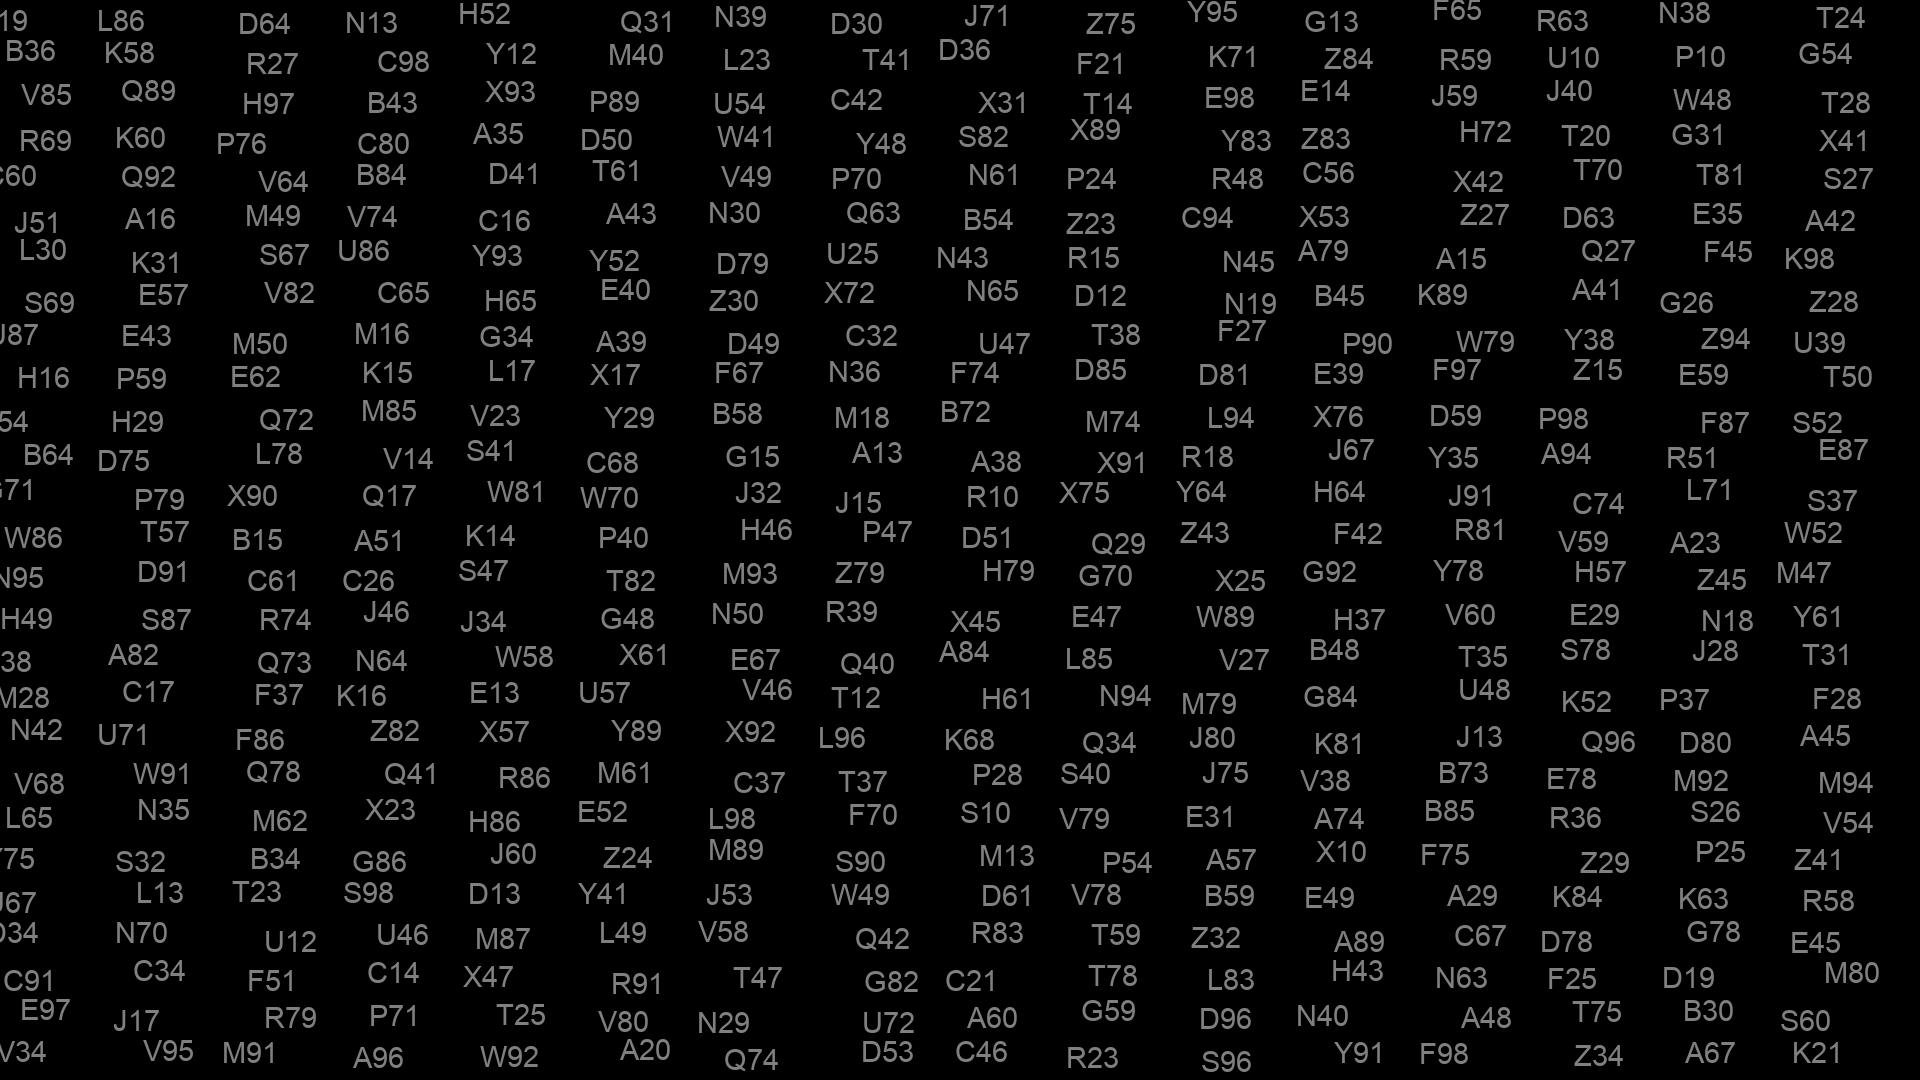 19 L86 D64 N13 H52 Q31 N39 D30 J71 Z75 Y95 G13 F65 R63 N38 T24
B36 K58 R27 C98 Y12 M40 L23 T41 D36 F21 K71 Z84 R59 U10 P10 G54
V85 Q89 H97 B43 X93 P89 U54 C42 X31 T14 E98 E14 J59 J40 W48 T28
R69 K60 P76 C80 A35 D50 W41 Y48 S82 X89 Y83 Z83 H72 T20 G31 X41
60 Q92 V64 B84 D41 T61 V49 P70 N61 P24 R48 C56 X42 T70 T81 S27
J51 A16 M49 V74 C16 A43 N30 Q63 B54 Z23 C94 X53 Z27 D63 E35 A42
L30 K31 S67 U86 Y93 Y52 D79 U25 N43 R15 N45 A79 A15 Q27 F45 K98
S69 E57 V82 C65 H65 E40 Z30 X72 N65 D12 N19 B45 K89 A41 G26 Z28
87 E43 M50 M16 G34 A39 D49 C32 U47 T38 F27 P90 W79 Y38 Z94 U39
H16 P59 E62 K15 L17 X17 F67 N36 F74 D85 D81 E39 F97 Z15 E59 T50
54 H29 Q72 M85 V23 Y29 B58 M18 B72 M74 L94 X76 D59 P98 F87 S52
B64 D75 L78 V14 S41 C68 G15 A13 A38 X91 R18 J67 Y35 A94 R51 E87
71 P79 X90 Q17 W81 W70 J32 J15 R10 X75 Y64 H64 J91 C74 L71 S37
W86 T57 B15 A51 K14 P40 H46 P47 D51 Q29 Z43 F42 R81 V59 A23 W52
N95 D91 C61 C26 S47 T82 M93 Z79 H79 G70 X25 G92 Y78 H57 Z45 M47
H49 S87 R74 J46 J34 G48 N50 R39 X45 E47 W89 H37 V60 E29 N18 Y61
38 A82 Q73 N64 W58 X61 E67 Q40 A84 L85 V27 B48 T35 S78 J28 T31
M28 C17 F37 K16 E13 U57 V46 T12 H61 N94 M79 G84 U48 K52 P37 F28
N42 U71 F86 Z82 X57 Y89 X92 L96 K68 Q34 J80 K81 J13 Q96 D80 A45
V68 W91 Q78 Q41 R86 M61 C37 T37 P28 S40 J75 V38 B73 E78 M92 M94
L65 N35 M62 X23 H86 E52 L98 F70 S10 V79 E31 A74 B85 R36 S26 V54
75 S32 B34 G86 J60 Z24 M89 S90 M13 P54 A57 X10 F75 Z29 P25 Z41
67 L13 T23 S98 D13 Y41 J53 W49 D61 V78 B59 E49 A29 K84 K63 R58
34 N70 U12 U46 M87 L49 V58 Q42 R83 T59 Z32 A89 C67 D78 G78 E45
C91 C34 F51 C14 X47 R91 T47 G82 C21 T78 L83 H43 N63 F25 D19 M80
E97 J17 R79 P71 T25 V80 N29 U72 A60 G59 D96 N40 A48 T75 B30 S60
V34 V95 M91 A96 W92 A20 Q74 D53 C46 R23 S96 Y91 F98 Z34 A67 K21